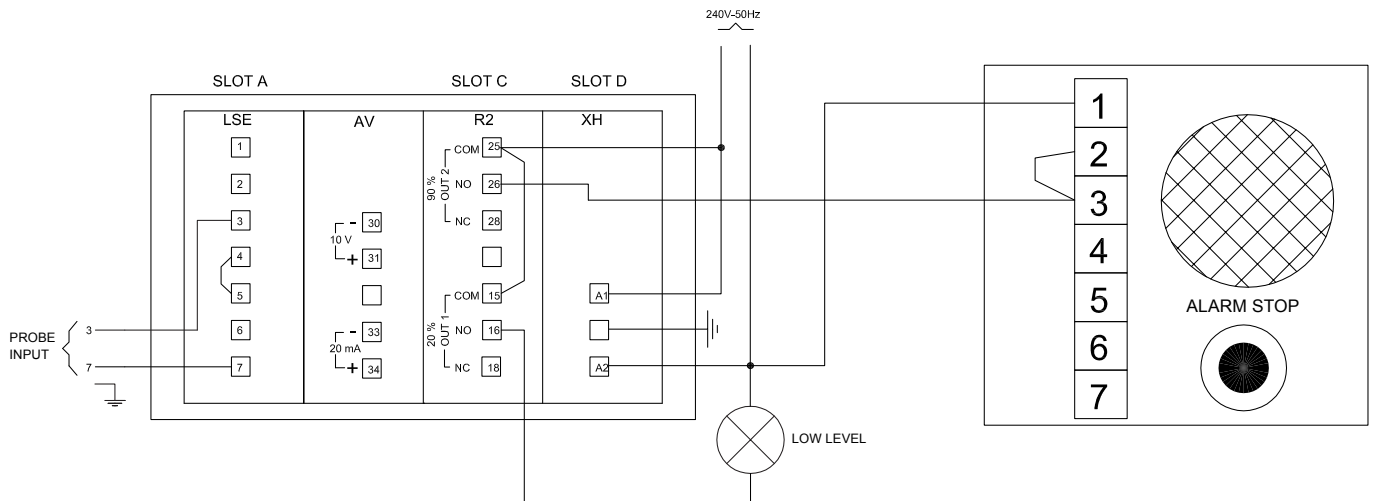 240V-50Hz
SLOT A SLOT C SLOT D
LSE AV R2 XH
1
2
3
4
5
6
7
PROBE
INPUT
3
7
- 30
10 V
+ 31
- 33
20 mA
+ 34
COM 25
NO 26
NC 28
90 %
OUT 2
COM 15
NO 16
NC 18
20 %
OUT 1
A1
A2
LOW LEVEL
1
2
3
4
5
6
7
ALARM STOP